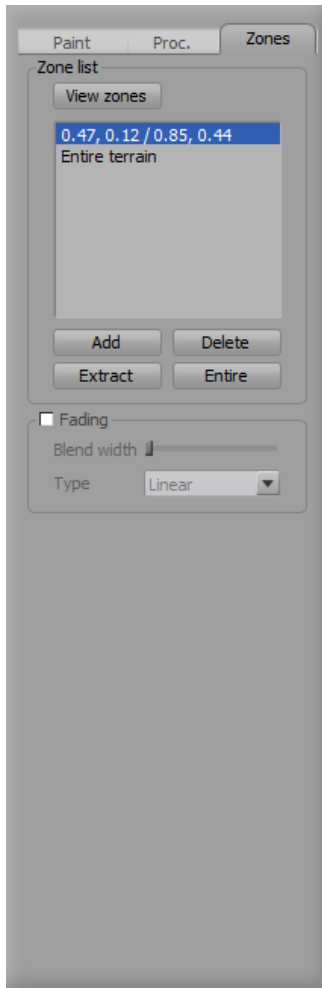 Paint Proc. Zones
Zone list
View zones
0.47, 0.12 / 0.85, 0.44
Entire terrain
Add Delete
Extract Entire
Fading
Blend width
Type Linear